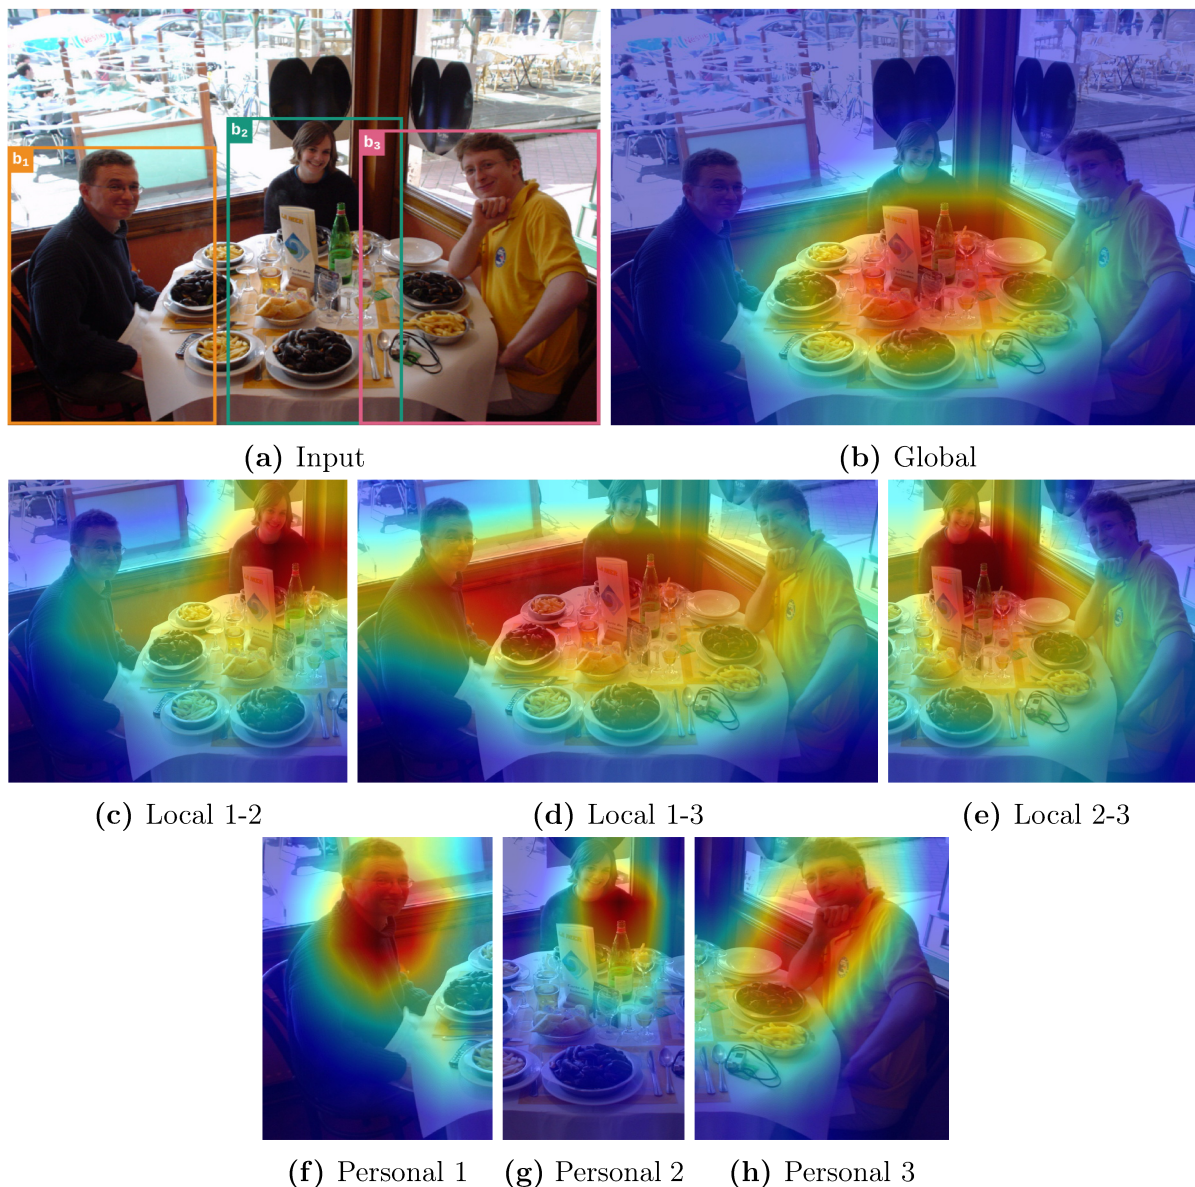 b1
b2
b3
(a) Input
(b) Global
(c) Local 1-2
(d) Local 1-3
(e) Local 2-3
(f) Personal 1
(g) Personal 2
(h) Personal 3